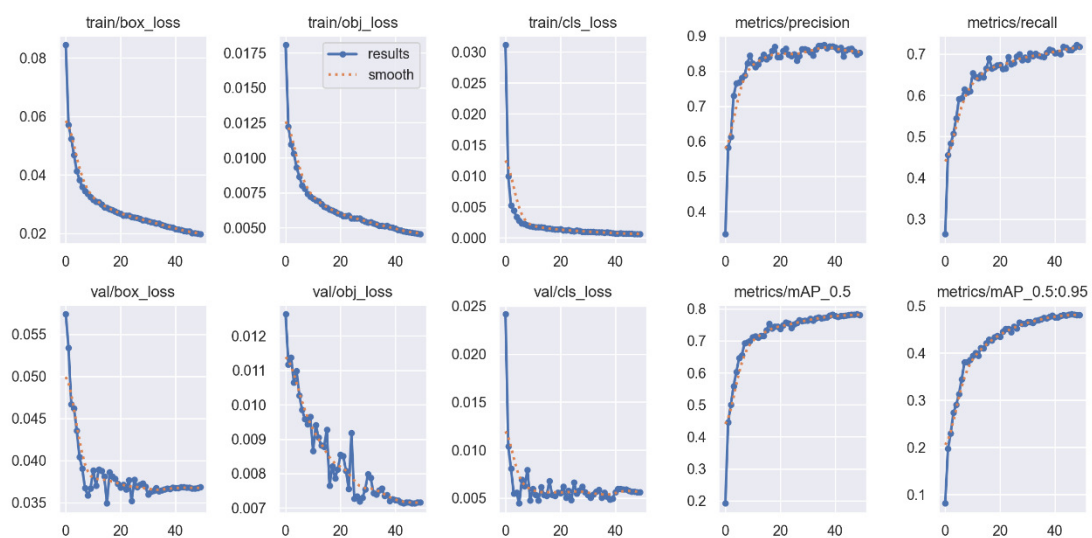 train/box_loss
0.08
0.06
0.04
0.02
0 20 40
train/obj_loss
results
smooth
0.0175
0.0150
0.0125
0.0100
0.0075
0.0050
0 20 40
train/cls_loss
0.030
0.025
0.020
0.015
0.010
0.005
0.000
0 20 40
metrics/precision
0.9
0.8
0.7
0.6
0.5
0.4
0 20 40
metrics/recall
0.7
0.6
0.5
0.4
0.3
0 20 40
val/box_loss
0.055
0.050
0.045
0.040
0.035
0 20 40
val/obj_loss
0.012
0.011
0.010
0.009
0.008
0.007
0 20 40
val/cls_loss
0.025
0.020
0.015
0.010
0.005
0 20 40
metrics/mAP_0.5
0.8
0.7
0.6
0.5
0.4
0.3
0.2
0 20 40
metrics/mAP_0.5:0.95
0.5
0.4
0.3
0.2
0.1
0 20 40